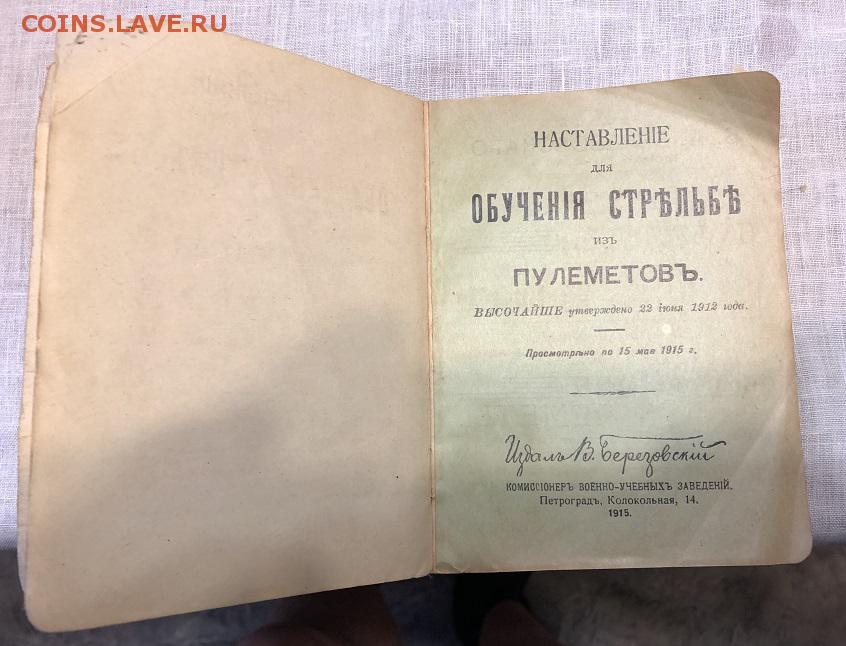 COINS.LAVE.RU
НАСТАВЛЕНІЕ
для
ОБУЧЕНІЯ СТРѢЛЬБѢ
изъ
ПУЛЕМЕТОВЪ.
ВЫСОЧАЙШЕ утверждено 22 іюня 1912 года.
Просмотрѣно по 15 мая 1915 г.
Издалъ В. Березовскій
КОМИССІОНЕРЪ ВОЕННО-УЧЕБНЫХЪ ЗАВЕДЕНІЙ.
Петроградъ, Колокольная, 14.
1915.